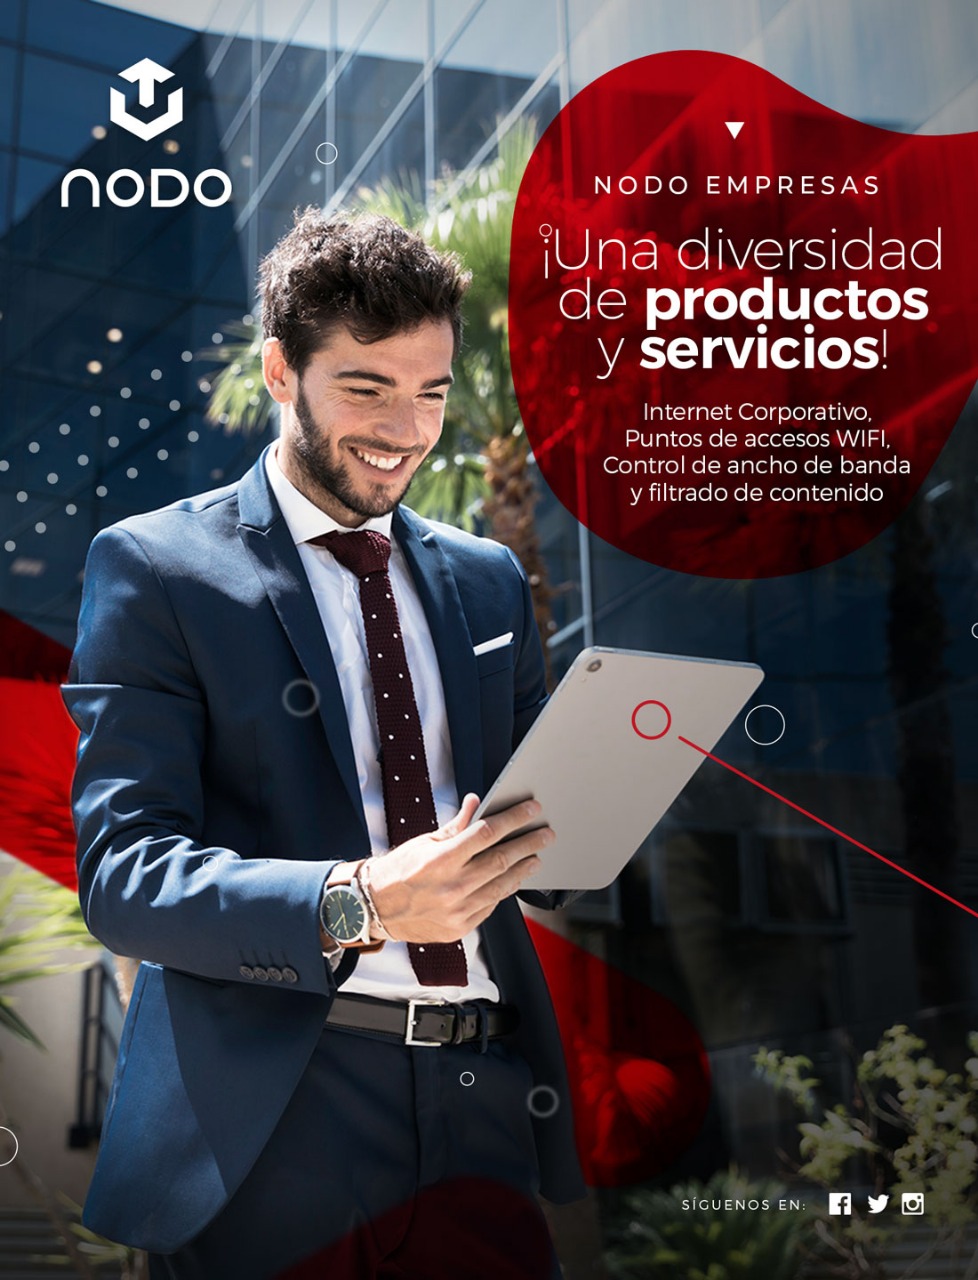 NODO
NODO EMPRESAS
¡Una diversidad
de productos
y servicios!
Internet Corporativo,
Puntos de accesos WIFI,
Control de ancho de banda
y filtrado de contenido
SÍGUENOS EN: